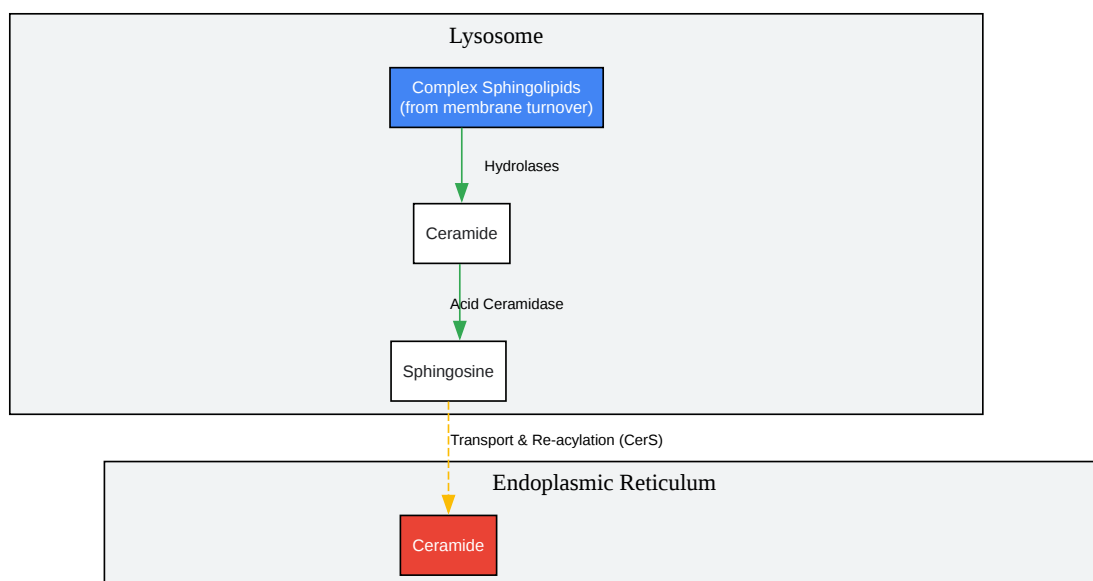 Lysosome
Complex Sphingolipids
(from membrane turnover)
Hydrolases
Ceramide
Acid Ceramidase
Sphingosine
Transport & Re-acylation (CerS)
Endoplasmic Reticulum
Ceramide